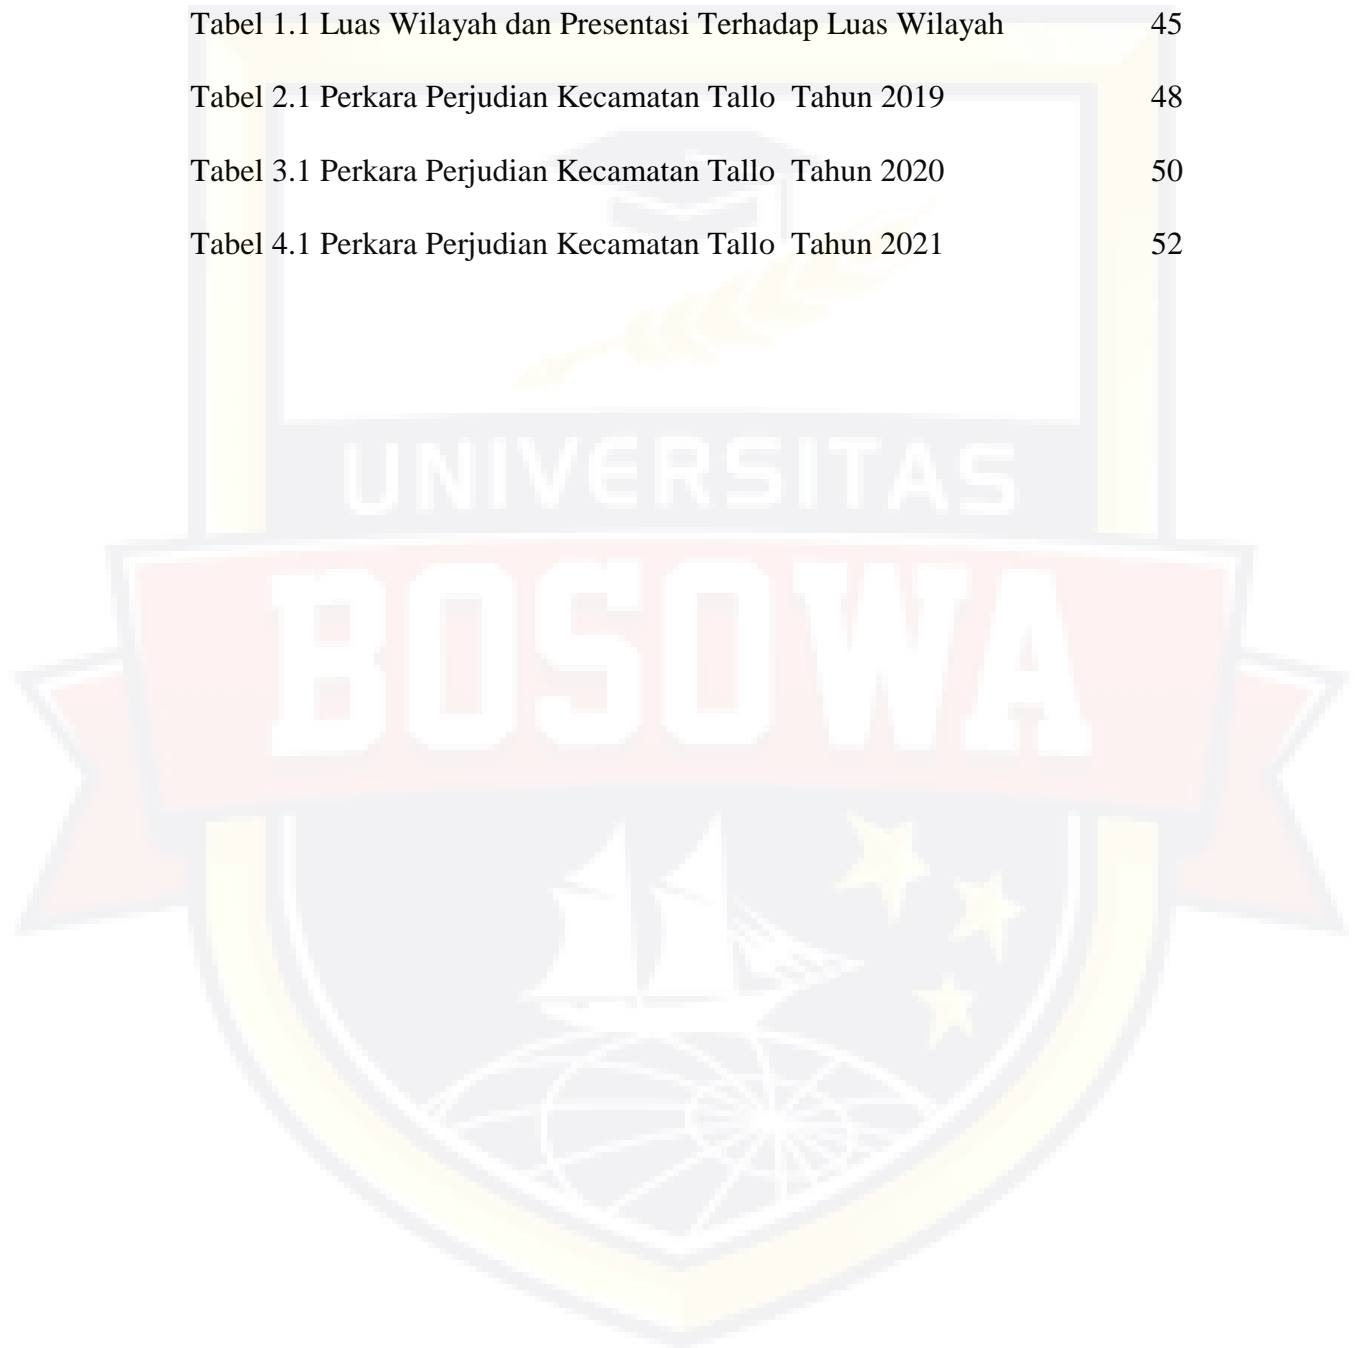 Tabel 1.1 Luas Wilayah dan Presentasi Terhadap Luas Wilayah 45
Tabel 2.1 Perkara Perjudian Kecamatan Tallo Tahun 2019 48
Tabel 3.1 Perkara Perjudian Kecamatan Tallo Tahun 2020 50
Tabel 4.1 Perkara Perjudian Kecamatan Tallo Tahun 2021 52
UNIVERSITAS
BOSOWA